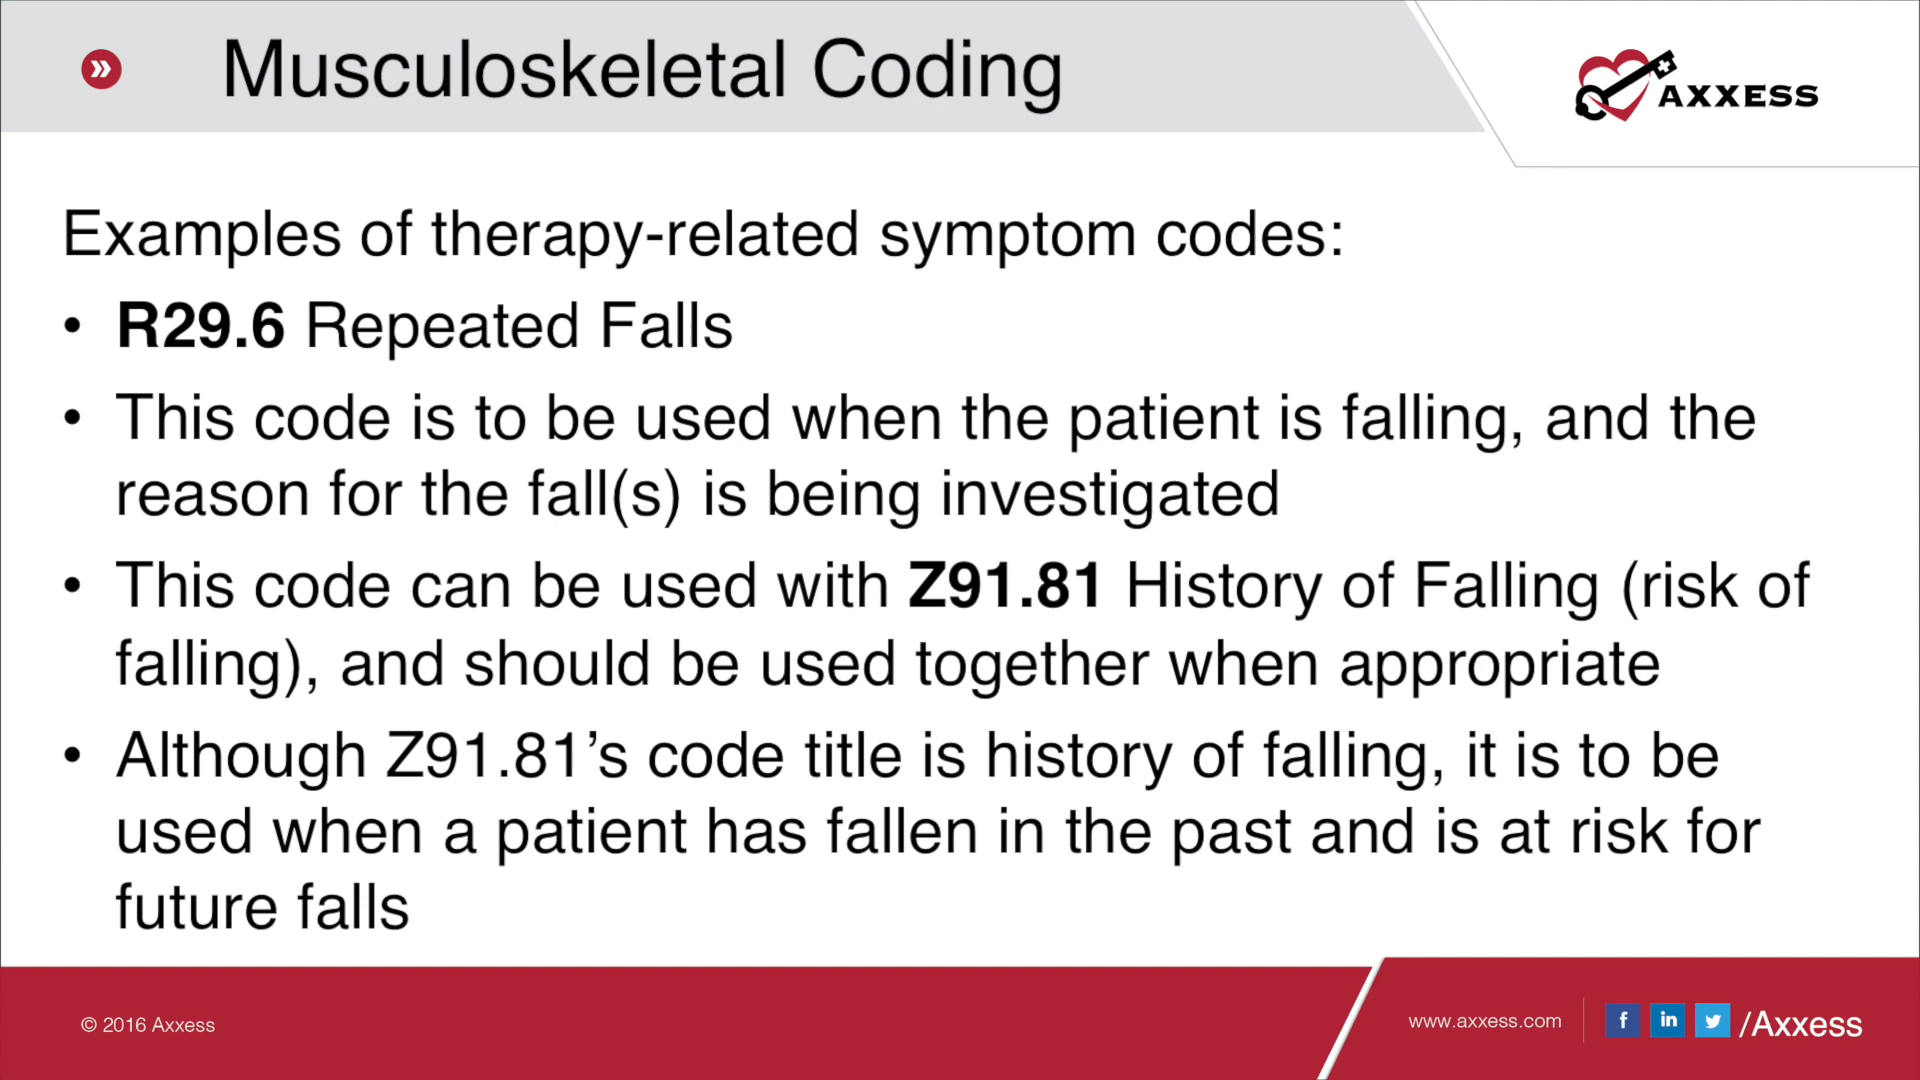 Musculoskeletal Coding
AXXESS
Examples of therapy-related symptom codes:
• R29.6 Repeated Falls
• This code is to be used when the patient is falling, and the
reason for the fall(s) is being investigated
• This code can be used with Z91.81 History of Falling (risk of
falling), and should be used together when appropriate
• Although Z91.81’s code title is history of falling, it is to be
used when a patient has fallen in the past and is at risk for
future falls
© 2016 Axxess
www.axxess.com
f in /Axxess